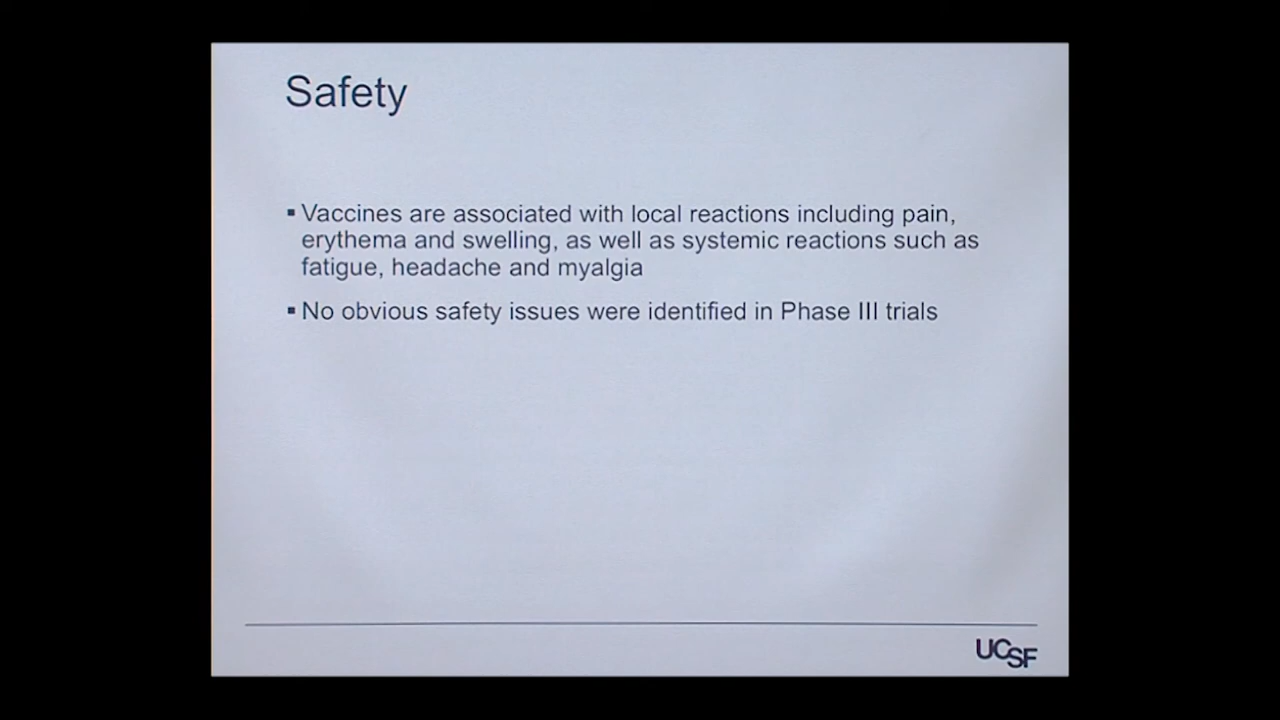 Safety
▪ Vaccines are associated with local reactions including pain,
erythema and swelling, as well as systemic reactions such as
fatigue, headache and myalgia
▪ No obvious safety issues were identified in Phase III trials
UCSF